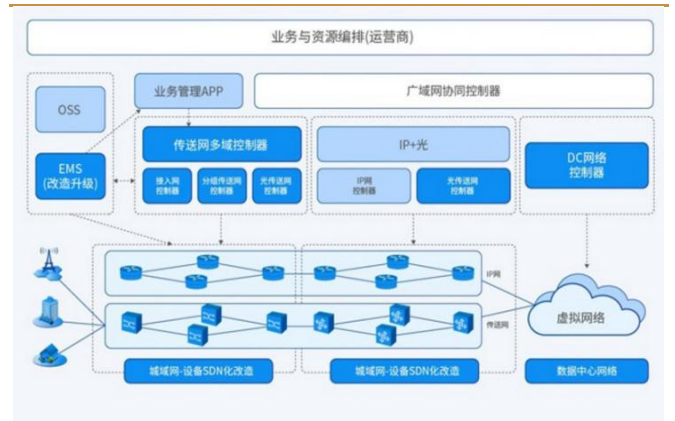 业务与资源编排(运营商)
OSS
业务管理APP
广域网协同控制器
EMS
(改造升级)
传送网多域控制器
接入网
控制器
分组传送网
控制器
光传送网
控制器
IP+光
IP网
控制器
光传送网
控制器
DC网络
控制器
IP网
传送网
虚拟网络
城域网-设备SDN化改造
城域网-设备SDN化改造
数据中心网络